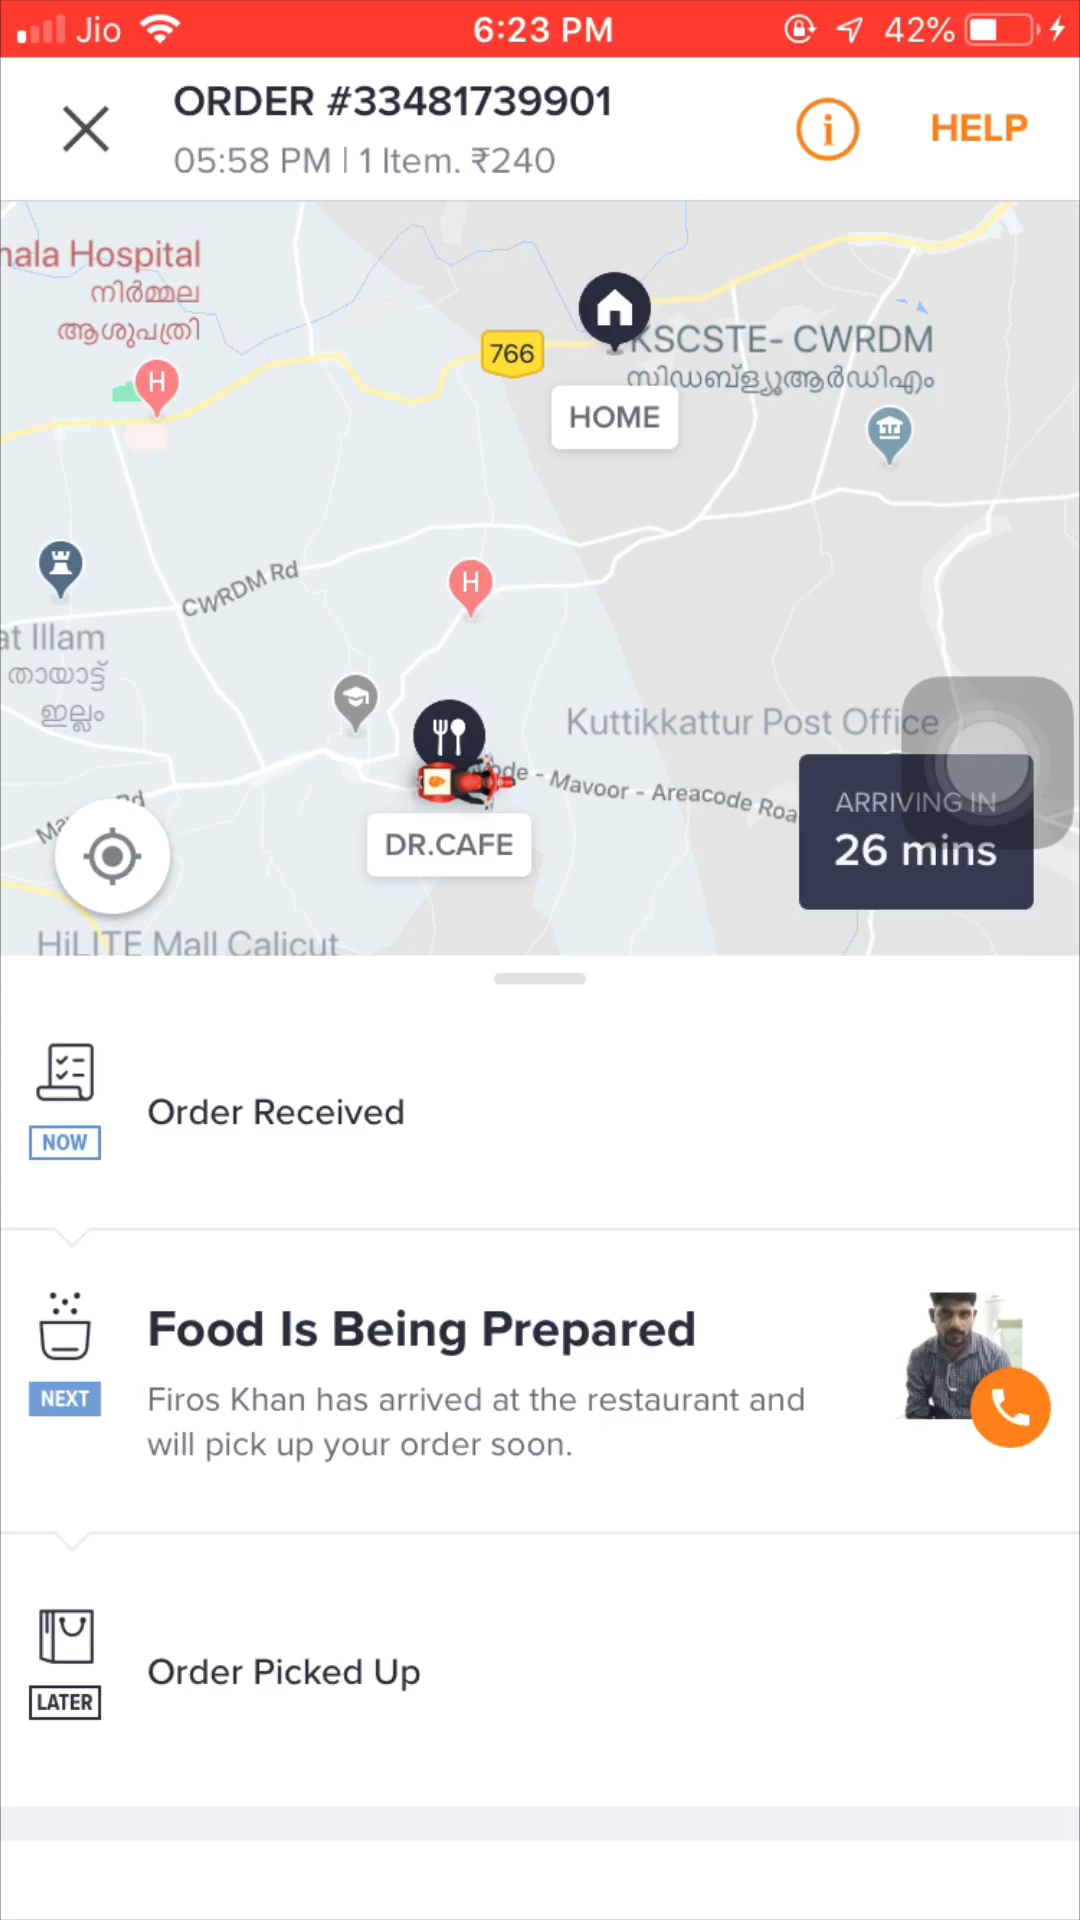 Jio 6:23 PM 42%
ORDER #33481739901
05:58 PM | 1 Item. ₹240
i
HELP
nala Hospital
നിർമ്മല
ആശുപത്രി
H
766
KSCSTE- CWRDM
സിഡബ്ള്യൂആർഡിഎം
HOME
CWRDM Rd
H
at Illam
തായാട്ട്
ഇല്ലം
Kuttikkattur Post Office
ode - Mavoor - Areacode Roa
ARRIVING IN
26 mins
DR.CAFE
HiLITE Mall Calicut
Order Received
NOW
Food Is Being Prepared
NEXT
Firos Khan has arrived at the restaurant and
will pick up your order soon.
Order Picked Up
LATER